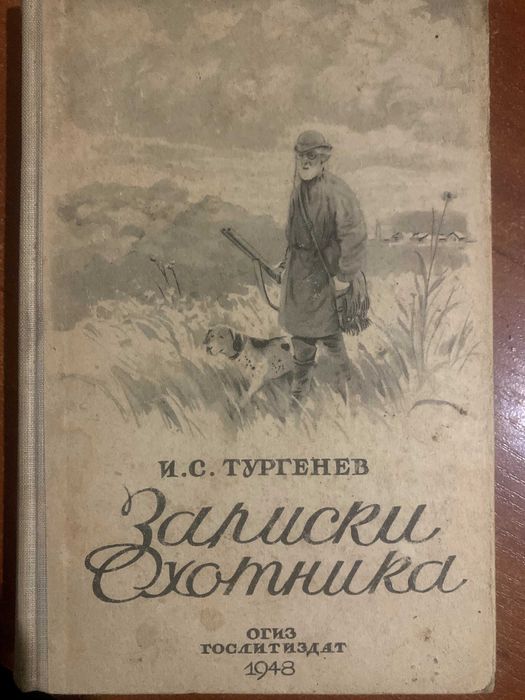 И.С. ТУРГЕНЕВ
Записки
Охотника
ОГИЗ
ГОСЛИТИЗДАТ
1948